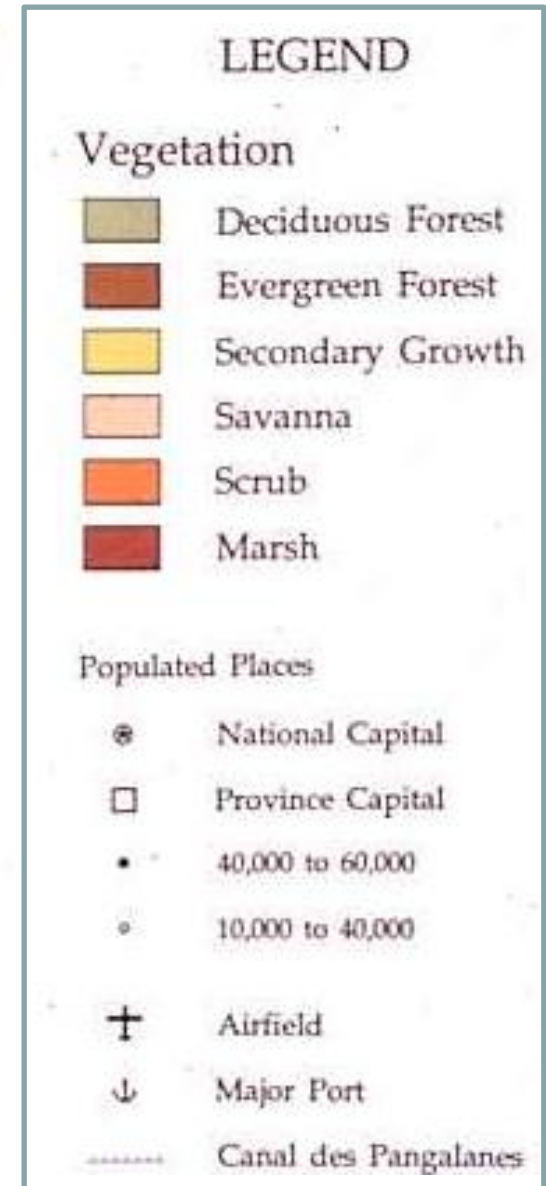 LEGEND
Vegetation
Deciduous Forest
Evergreen Forest
Secondary Growth
Savanna
Scrub
Marsh
Populated Places
National Capital
Province Capital
40,000 to 60,000
10,000 to 40,000
Airfield
Major Port
Canal des Pangalanes